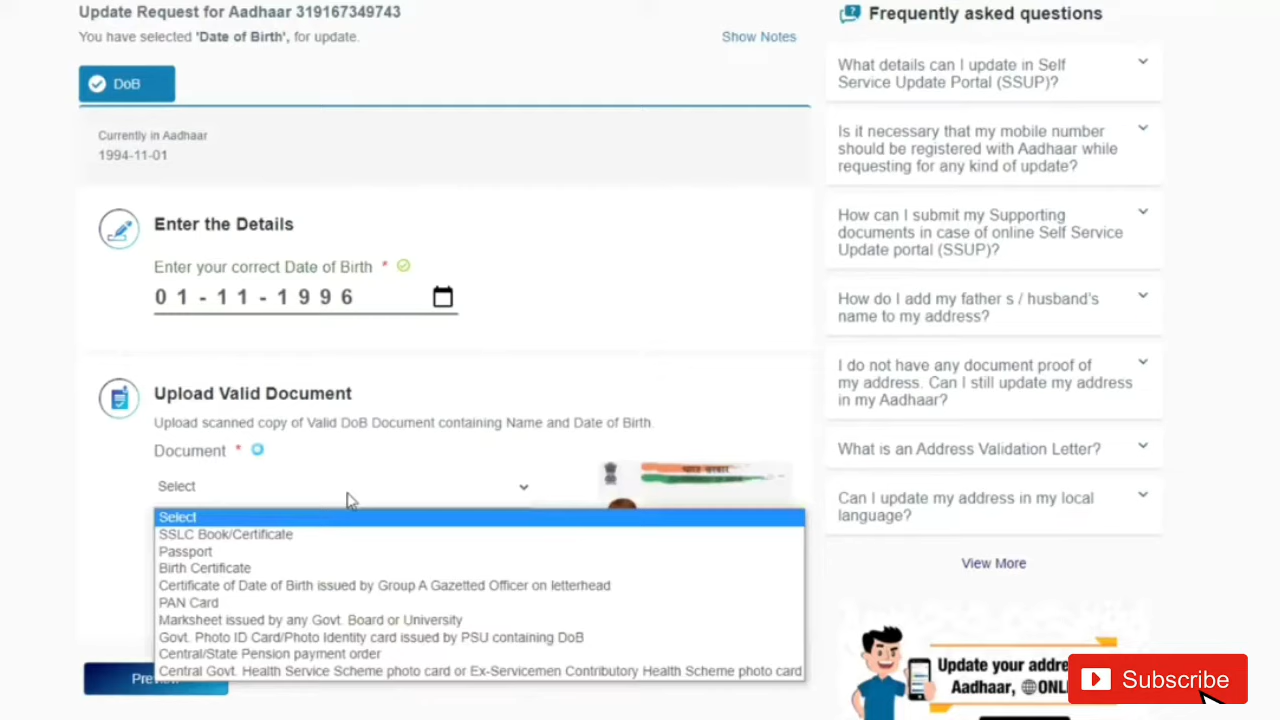 Update Request for Aadhaar 319167349743
You have selected 'Date of Birth', for update.
Show Notes
DoB
Currently in Aadhaar
1994-11-01
Enter the Details
Enter your correct Date of Birth *
01-11-1996
Upload Valid Document
Upload scanned copy of Valid DoB Document containing Name and Date of Birth.
Document *
Select
भारत सरकार
Select
SSLC Book/Certificate
Passport
Birth Certificate
Certificate of Date of Birth issued by Group A Gazetted Officer on letterhead
PAN Card
Marksheet issued by any Govt. Board or University
Govt. Photo ID Card/Photo Identity card issued by PSU containing DoB
Central/State Pension payment order
Central Govt. Health Service Scheme photo card or Ex-Servicemen Contributory Health Scheme photo card
Frequently asked questions
What details can I update in Self
Service Update Portal (SSUP)?
Is it necessary that my mobile number
should be registered with Aadhaar while
requesting for any kind of update?
How can I submit my Supporting
documents in case of online Self Service
Update portal (SSUP)?
How do I add my father s / husband's
name to my address?
I do not have any document proof of
my address. Can I still update my address
in my Aadhaar?
What is an Address Validation Letter?
Can I update my address in my local
language?
View More
Update your addre
Aadhaar, ONL
Subscribe